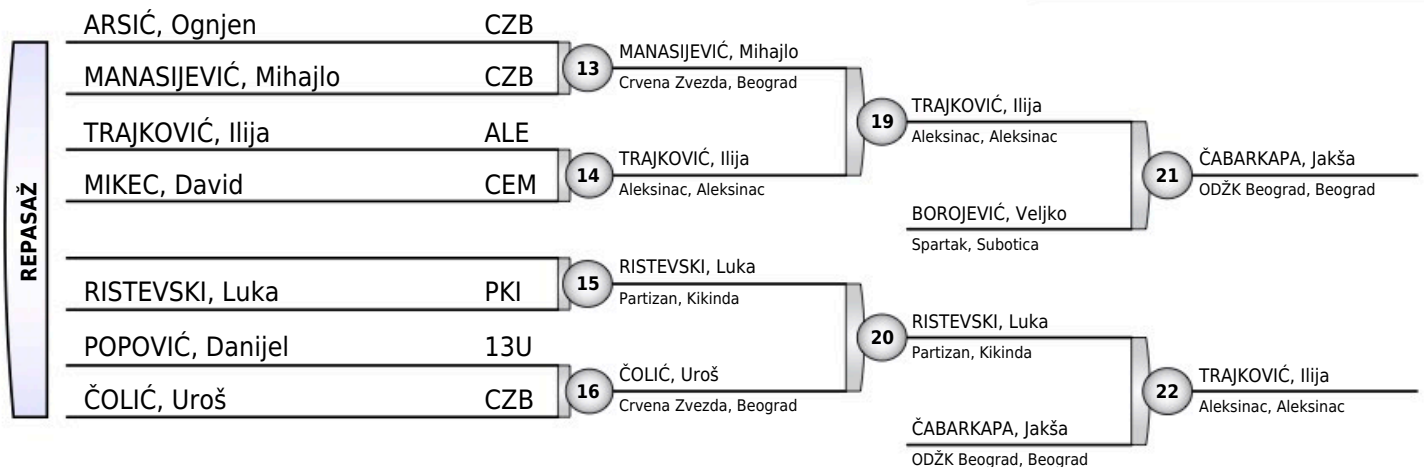 REPASAŽ
ARSIĆ, Ognjen CZB
MANASIJEVIĆ, Mihajlo CZB
TRAJKOVIĆ, Ilija ALE
MIKEC, David CEM
RISTEVSKI, Luka PKI
POPOVIĆ, Danijel 13U
ČOLIĆ, Uroš CZB
13
MANASIJEVIĆ, Mihajlo
Crvena Zvezda, Beograd
14
TRAJKOVIĆ, Ilija
Aleksinac, Aleksinac
15
RISTEVSKI, Luka
Partizan, Kikinda
16
ČOLIĆ, Uroš
Crvena Zvezda, Beograd
19
TRAJKOVIĆ, Ilija
Aleksinac, Aleksinac
BOROJEVIĆ, Veljko
Spartak, Subotica
20
RISTEVSKI, Luka
Partizan, Kikinda
ČABARKAPA, Jakša
ODŽK Beograd, Beograd
21
ČABARKAPA, Jakša
ODŽK Beograd, Beograd
22
TRAJKOVIĆ, Ilija
Aleksinac, Aleksinac